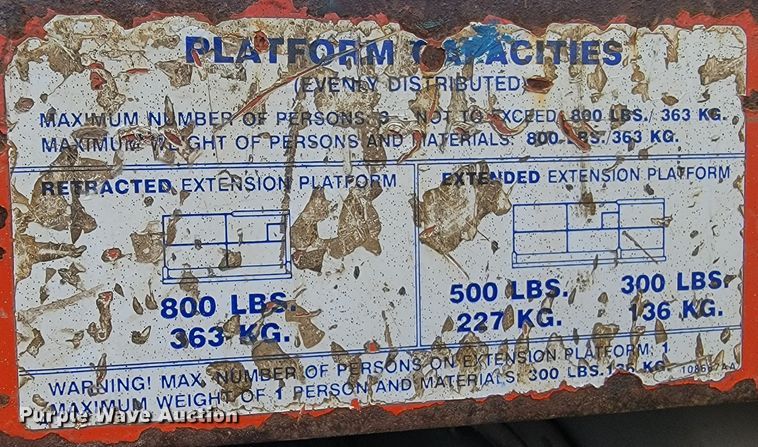 PLATFORM CAPACITIES
(EVENLY DISTRIBUTED)
MAXIMUM NUMBER OF PERSONS: NOT TO EXCEED 800 LBS./ 363 KG.
MAXIMUM WEIGHT OF PERSONS AND MATERIALS: 800 LBS./363 KG.
RETRACTED EXTENSION PLATFORM
800 LBS.
363 KG.
EXTENDED EXTENSION PLATFORM
500 LBS. 300 LBS.
227 KG. 136 KG.
WARNING! MAX. NUMBER OF PERSONS ON EXTENSION PLATFORM: 1
MAXIMUM WEIGHT OF 1 PERSON AND MATERIALS: 300 LBS. 136 KG.
Purple Wave Auction